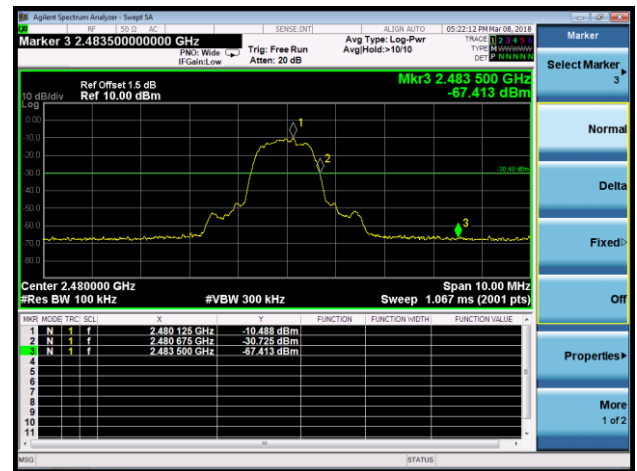 Agilent Spectrum Analyzer - Swept SA
RF 50 Ω AC SENSE:INT ALIGN AUTO 05:22:12 PM Mar 08, 2018
Marker 3 2.483500000000 GHz
PNO: Wide
IFGain:Low
Trig: Free Run
Atten: 20 dB
Avg Type: Log-Pwr
Avg|Hold:>10/10
TRACE 1 2 3 4 5 6
TYPE M W W W W W
DET P N N N N N
Ref Offset 1.5 dB
10 dB/div Ref 10.00 dBm
Log
Mkr3 2.483 500 GHz
-67.413 dBm
0.00
-10.0
-20.0
-30.0
-40.0
-50.0
-60.0
-70.0
-80.0
1
2
3
Center 2.480000 GHz Span 10.00 MHz
#Res BW 100 kHz #VBW 300 kHz Sweep 1.067 ms (2001 pts)
MKR MODE TRC SCL X Y FUNCTION FUNCTION WIDTH FUNCTION VALUE
1 N 1 f 2.480 125 GHz -10.488 dBm
2 N 1 f 2.480 675 GHz -30.725 dBm
3 N 1 f 2.483 500 GHz -67.413 dBm
4
5
6
7
8
9
10
11
MSG STATUS
Marker
Select Marker
3
Normal
Delta
Fixed
Off
Properties
More
1 of 2